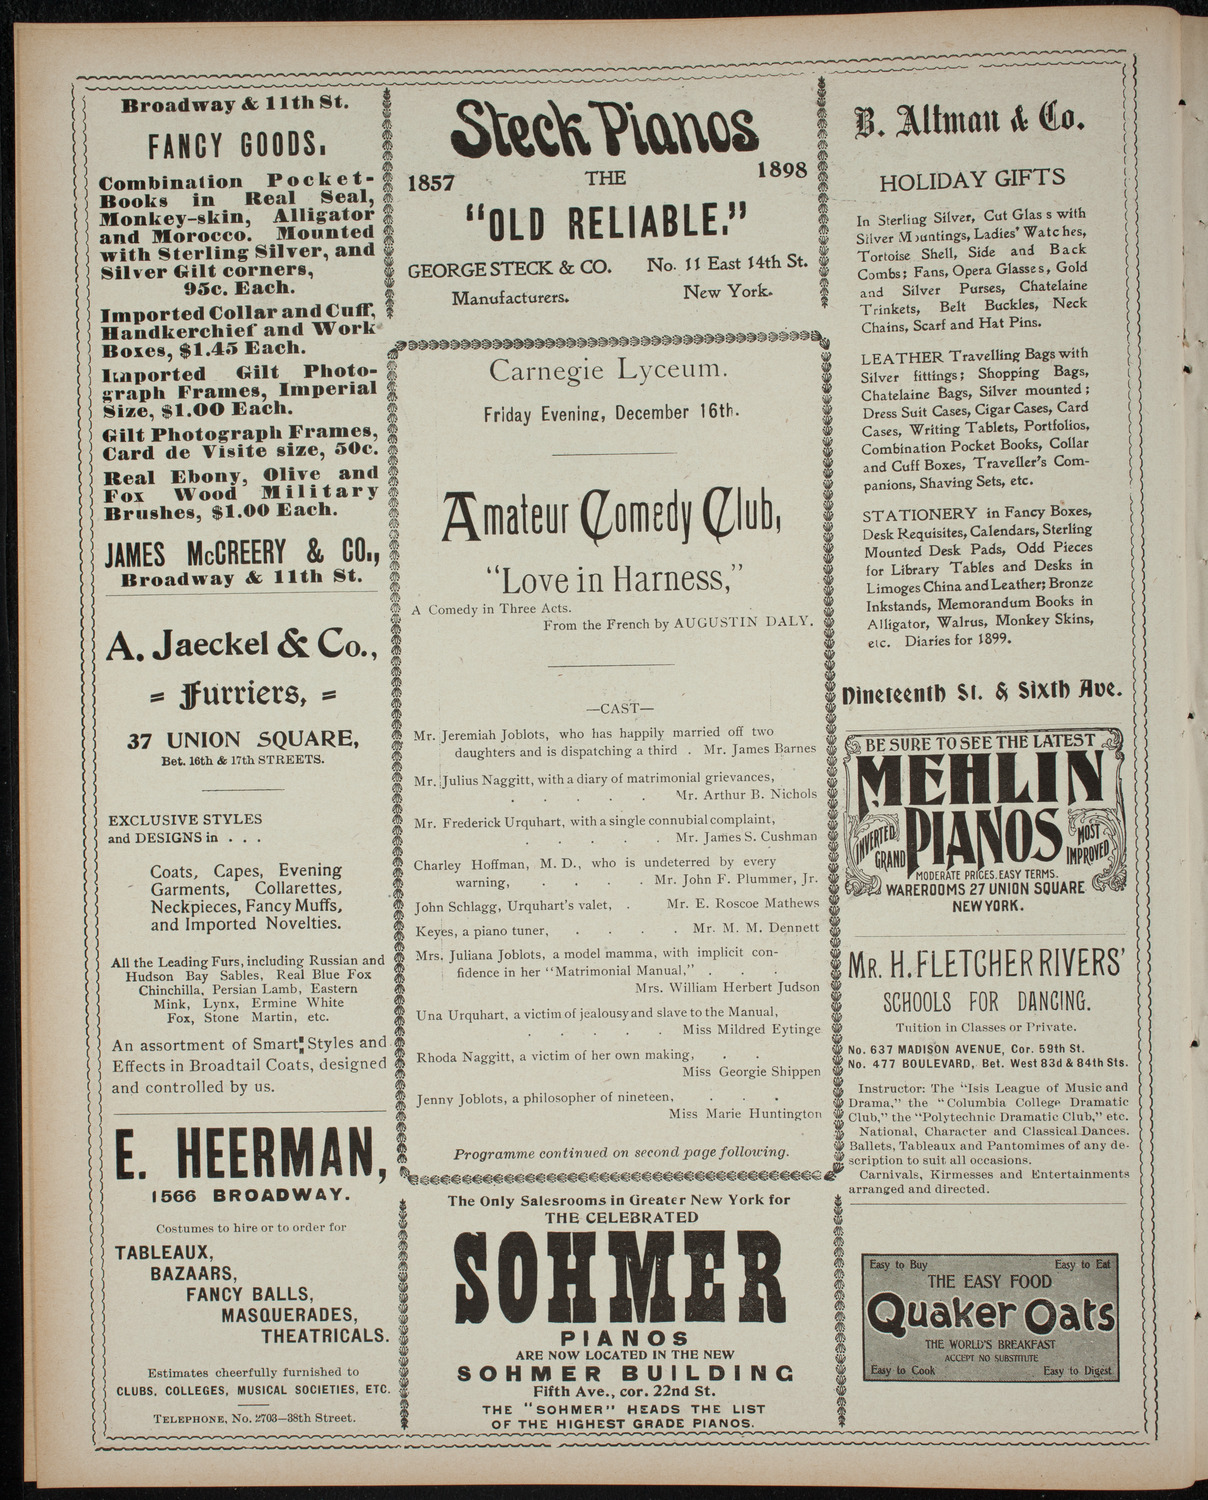 Broadway & 11th St.
FANCY GOODS.
Combination Pocket-
Books in Real Seal,
Monkey-skin, Alligator
and Morocco. Mounted
with Sterling Silver, and
Silver Gilt corners,
95c. Each.
Imported Collar and Cuff,
Handkerchief and Work
Boxes, $1.45 Each.
Imported Gilt Photo-
graph Frames, Imperial
Size, $1.00 Each.
Gilt Photograph Frames,
Card de Visite size, 50c.
Real Ebony, Olive and
Fox Wood Military
Brushes, $1.00 Each.
JAMES McCREERY & CO.,
Broadway & 11th St.
A. Jaeckel & Co.,
= Furriers, =
37 UNION SQUARE,
Bet. 16th & 17th STREETS.
EXCLUSIVE STYLES
and DESIGNS in . . .
Coats, Capes, Evening
Garments, Collarettes,
Neckpieces, Fancy Muffs,
and Imported Novelties.
All the Leading Furs, including Russian and
Hudson Bay Sables, Real Blue Fox
Chinchilla, Persian Lamb, Eastern
Mink, Lynx, Ermine White
Fox, Stone Martin, etc.
An assortment of Smart Styles and
Effects in Broadtail Coats, designed
and controlled by us.
E. HEERMAN,
1566 BROADWAY.
Costumes to hire or to order for
TABLEAUX,
BAZAARS,
FANCY BALLS,
MASQUERADES,
THEATRICALS.
Estimates cheerfully furnished to
CLUBS, COLLEGES, MUSICAL SOCIETIES, ETC.
TELEPHONE, No. 2703—38th Street.
Steck Pianos
1857 THE 1898
"OLD RELIABLE."
GEORGE STECK & CO. No. 11 East 14th St.
Manufacturers. New York.
Carnegie Lyceum.
Friday Evening, December 16th.
Amateur Comedy Club,
"Love in Harness,"
A Comedy in Three Acts.
From the French by AUGUSTIN DALY.
—CAST—
Mr. Jeremiah Joblots, who has happily married off two
daughters and is dispatching a third . Mr. James Barnes
Mr. Julius Naggitt, with a diary of matrimonial grievances,
. . . . . Mr. Arthur B. Nichols
Mr. Frederick Urquhart, with a single connubial complaint,
. . . . . Mr. James S. Cushman
Charley Hoffman, M. D., who is undeterred by every
warning, . . . . Mr. John F. Plummer, Jr.
John Schlagg, Urquhart's valet, . Mr. E. Roscoe Mathews
Keyes, a piano tuner, . . . . Mr. M. M. Dennett
Mrs. Juliana Joblots, a model mamma, with implicit con-
fidence in her "Matrimonial Manual," . . .
Mrs. William Herbert Judson
Una Urquhart, a victim of jealousy and slave to the Manual,
. . . . . Miss Mildred Eytinge
Rhoda Naggitt, a victim of her own making, . .
Miss Georgie Shippen
Jenny Joblots, a philosopher of nineteen, . . .
Miss Marie Huntington
Programme continued on second page following.
The Only Salesrooms in Greater New York for
THE CELEBRATED
SOHMER
PIANOS
ARE NOW LOCATED IN THE NEW
SOHMER BUILDING
Fifth Ave., cor. 22nd St.
THE "SOHMER" HEADS THE LIST
OF THE HIGHEST GRADE PIANOS.
B. Altman & Co.
HOLIDAY GIFTS
In Sterling Silver, Cut Glass with
Silver Mountings, Ladies' Watches,
Tortoise Shell, Side and Back
Combs; Fans, Opera Glasses, Gold
and Silver Purses, Chatelaine
Trinkets, Belt Buckles, Neck
Chains, Scarf and Hat Pins.
LEATHER Travelling Bags with
Silver fittings; Shopping Bags,
Chatelaine Bags, Silver mounted;
Dress Suit Cases, Cigar Cases, Card
Cases, Writing Tablets, Portfolios,
Combination Pocket Books, Collar
and Cuff Boxes, Traveller's Com-
panions, Shaving Sets, etc.
STATIONERY in Fancy Boxes,
Desk Requisites, Calendars, Sterling
Mounted Desk Pads, Odd Pieces
for Library Tables and Desks in
Limoges China and Leather; Bronze
Inkstands, Memorandum Books in
Alligator, Walrus, Monkey Skins,
etc. Diaries for 1899.
Nineteenth St. & Sixth Ave.
BE SURE TO SEE THE LATEST
MEHLIN
PIANOS
INVERTED GRAND
MOST IMPROVED
MODERATE PRICES. EASY TERMS.
WAREROOMS 27 UNION SQUARE
NEW YORK.
MR. H. FLETCHER RIVERS'
SCHOOLS FOR DANCING.
Tuition in Classes or Private.
No. 637 MADISON AVENUE, Cor. 59th St.
No. 477 BOULEVARD, Bet. West 83d & 84th Sts.
Instructor: The "Isis League of Music and
Drama," the "Columbia College Dramatic
Club," the "Polytechnic Dramatic Club," etc.
National, Character and Classical Dances.
Ballets, Tableaux and Pantomimes of any de-
scription to suit all occasions.
Carnivals, Kirmesses and Entertainments
arranged and directed.
Easy to Buy Easy to Eat
THE EASY FOOD
Quaker Oats
THE WORLD'S BREAKFAST
ACCEPT NO SUBSTITUTE
Easy to Cook Easy to Digest